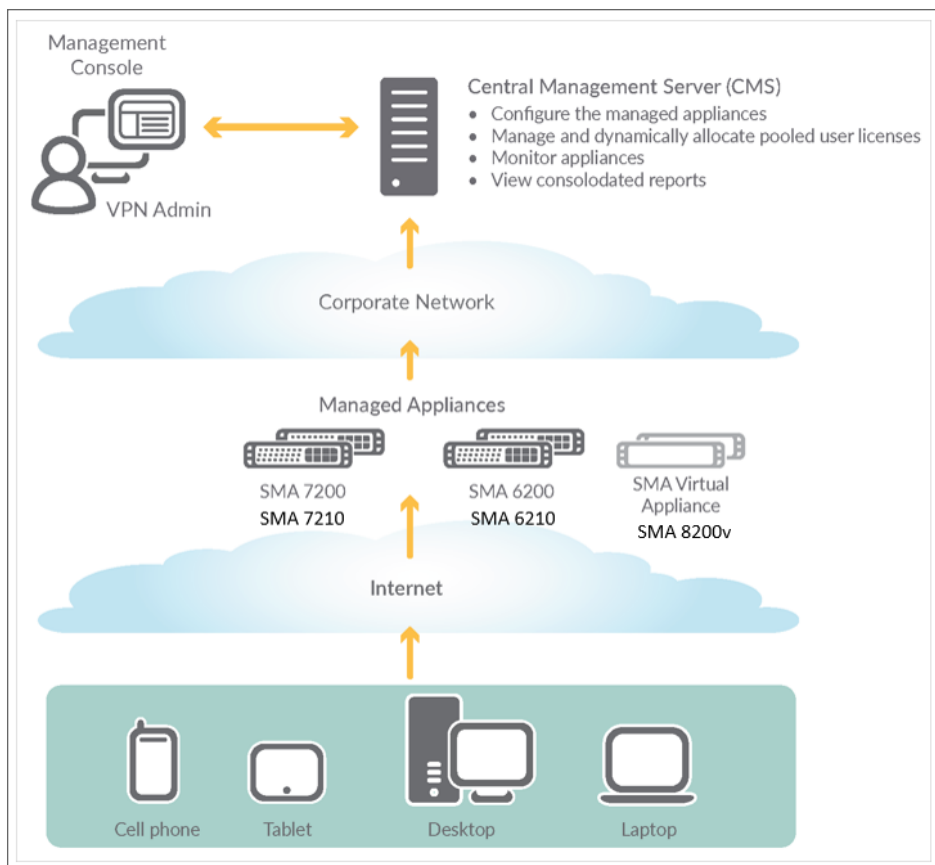 Management
Console
VPN Admin
Central Management Server (CMS)
• Configure the managed appliances
• Manage and dynamically allocate pooled user licenses
• Monitor appliances
• View consolodated reports
Corporate Network
Managed Appliances
SMA 7200
SMA 7210
SMA 6200
SMA 6210
SMA Virtual
Appliance
SMA 8200v
Internet
Cell phone
Tablet
Desktop
Laptop